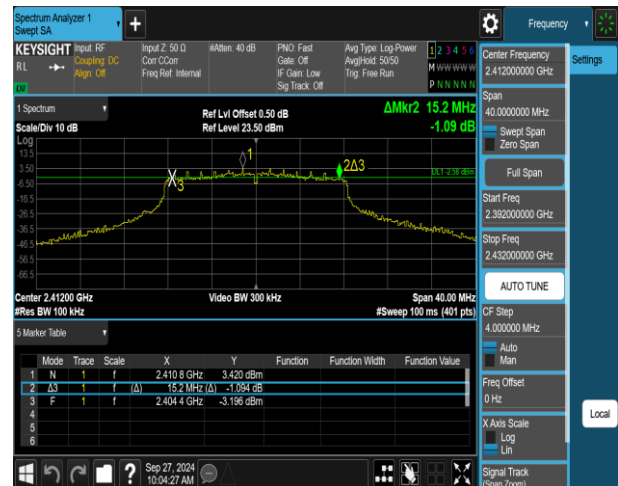 Spectrum Analyzer 1
Swept SA
+
Frequency
KEYSIGHT
RL
LXI
Input: RF
Coupling: DC
Align: Off
Input Z: 50 Ω
Corr CCorr
Freq Ref: Internal
#Atten: 40 dB
PNO: Fast
Gate: Off
IF Gain: Low
Sig Track: Off
Avg Type: Log-Power
Avg|Hold: 50/50
Trig: Free Run
1 2 3 4 5 6
M W W W W W
P N N N N N
1 Spectrum
Scale/Div 10 dB
Log
Ref Lvl Offset 0.50 dB
Ref Level 23.50 dBm
ΔMkr2 15.2 MHz
-1.09 dB
13.5
3.50
-6.50
-16.5
-26.5
-36.5
-46.5
-56.5
-66.5
1
2Δ3
3
DL1 -2.58 dBm
Center 2.41200 GHz
#Res BW 100 kHz
Video BW 300 kHz
Span 40.00 MHz
#Sweep 100 ms (401 pts)
5 Marker Table
Mode Trace Scale X Y Function Function Width Function Value
1 N 1 f 2.410 8 GHz 3.420 dBm
2 Δ3 1 f (Δ) 15.2 MHz (Δ) -1.094 dB
3 F 1 f 2.404 4 GHz -3.196 dBm
4
5
6
Sep 27, 2024
10:04:27 AM
Center Frequency
2.412000000 GHz
Span
40.0000000 MHz
Swept Span
Zero Span
Full Span
Start Freq
2.392000000 GHz
Stop Freq
2.432000000 GHz
AUTO TUNE
CF Step
4.000000 MHz
Auto
Man
Freq Offset
0 Hz
X Axis Scale
Log
Lin
Signal Track
(Span Zoom)
Settings
Local